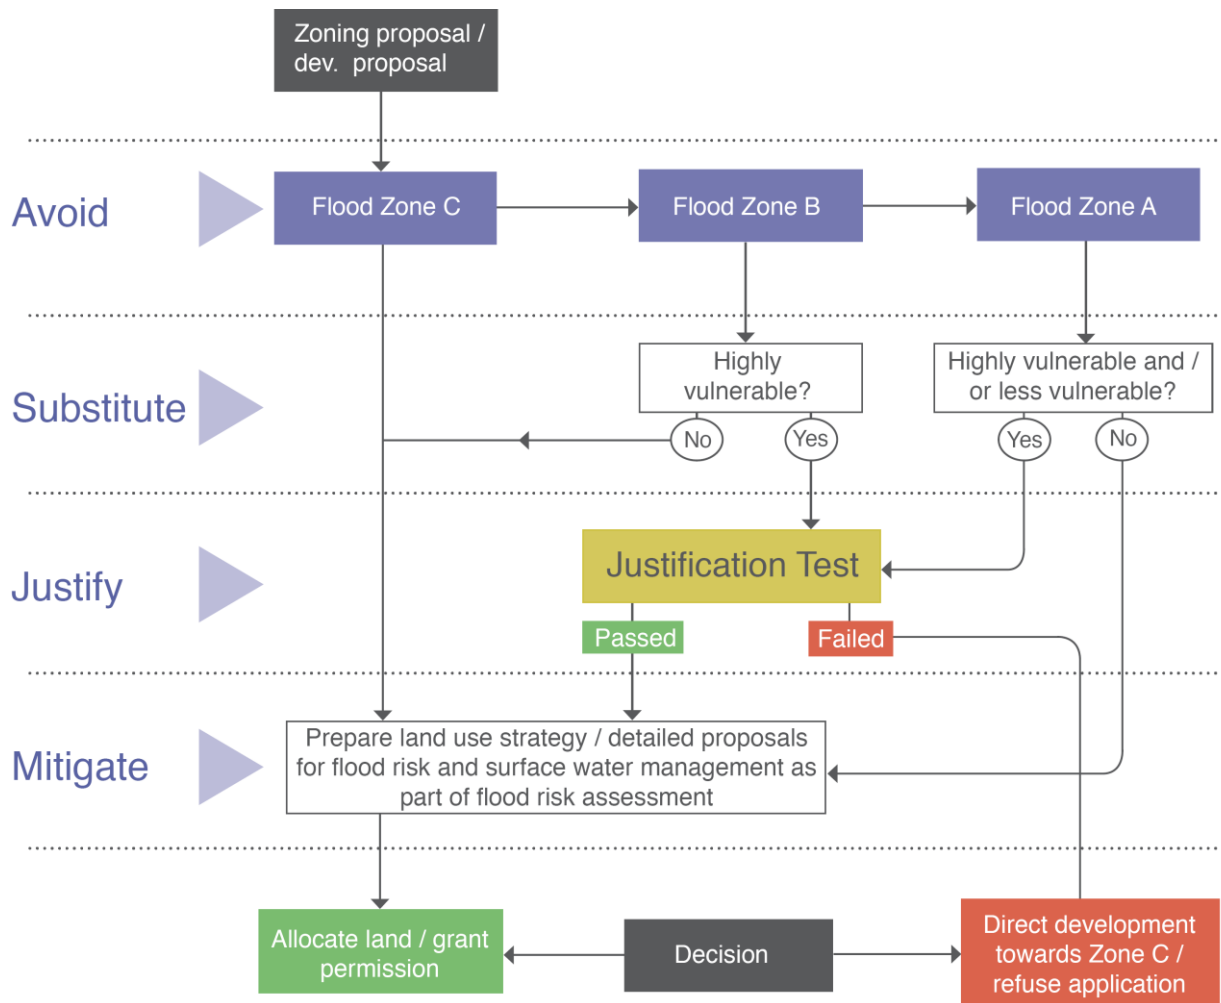 Zoning proposal /
dev. proposal
Avoid
Flood Zone C
Flood Zone B
Flood Zone A
Substitute
Highly
vulnerable?
Highly vulnerable and /
or less vulnerable?
No
Yes
Yes
No
Justify
Justification Test
Passed
Failed
Mitigate
Prepare land use strategy / detailed proposals
for flood risk and surface water management as
part of flood risk assessment
Allocate land / grant
permission
Decision
Direct development
towards Zone C /
refuse application